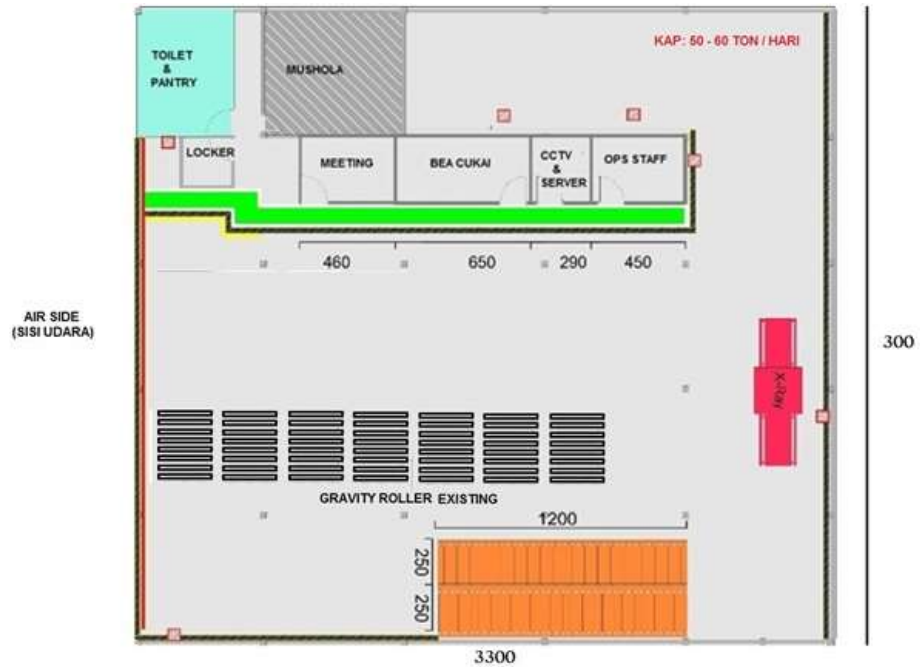 KAP: 50 - 60 TON / HARI
TOILET
&
PANTRY
MUSHOLA
LOCKER
MEETING
BEA CUKAI
CCTV
&
SERVER
OPS STAFF
460
650
290
450
AIR SIDE
(SISI UDARA)
300
X-Ray
GRAVITY ROLLER EXISTING
1200
250
250
3300